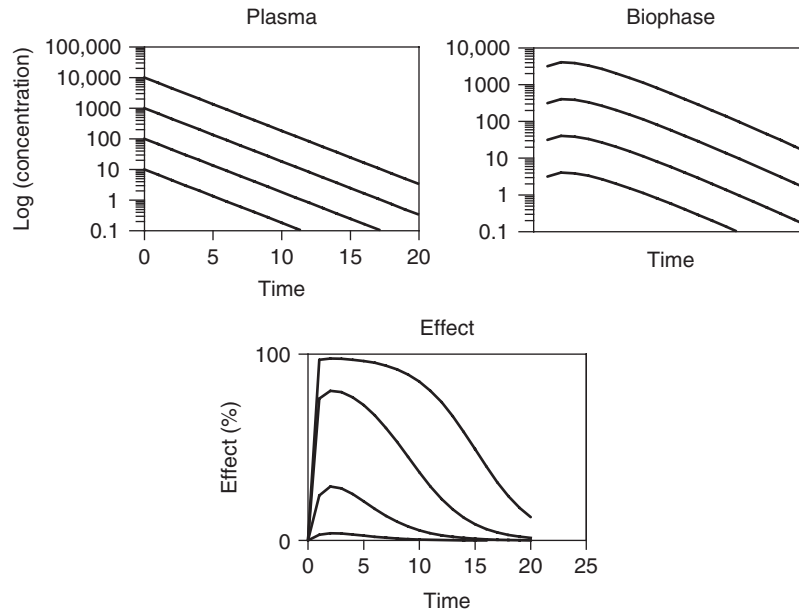 Plasma
Log (concentration)
100,000
10,000
1000
100
10
1
0.1
0 5 10 15 20
Time
Biophase
10,000
1000
100
10
1
0.1
Time
Effect
Effect (%)
100
0
0 5 10 15 20 25
Time